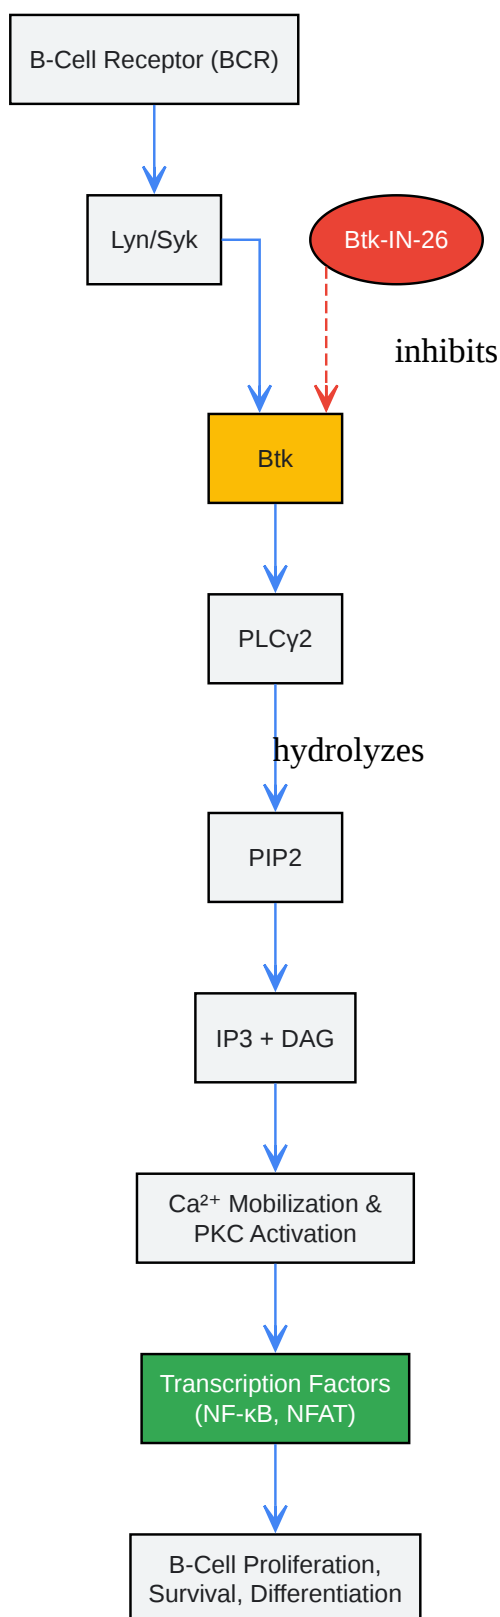 B-Cell Receptor (BCR)
Lyn/Syk
Btk-IN-26
inhibits
Btk
PLCγ2
hydrolyzes
PIP2
IP3 + DAG
Ca²⁺ Mobilization &
PKC Activation
Transcription Factors
(NF-κB, NFAT)
B-Cell Proliferation,
Survival, Differentiation